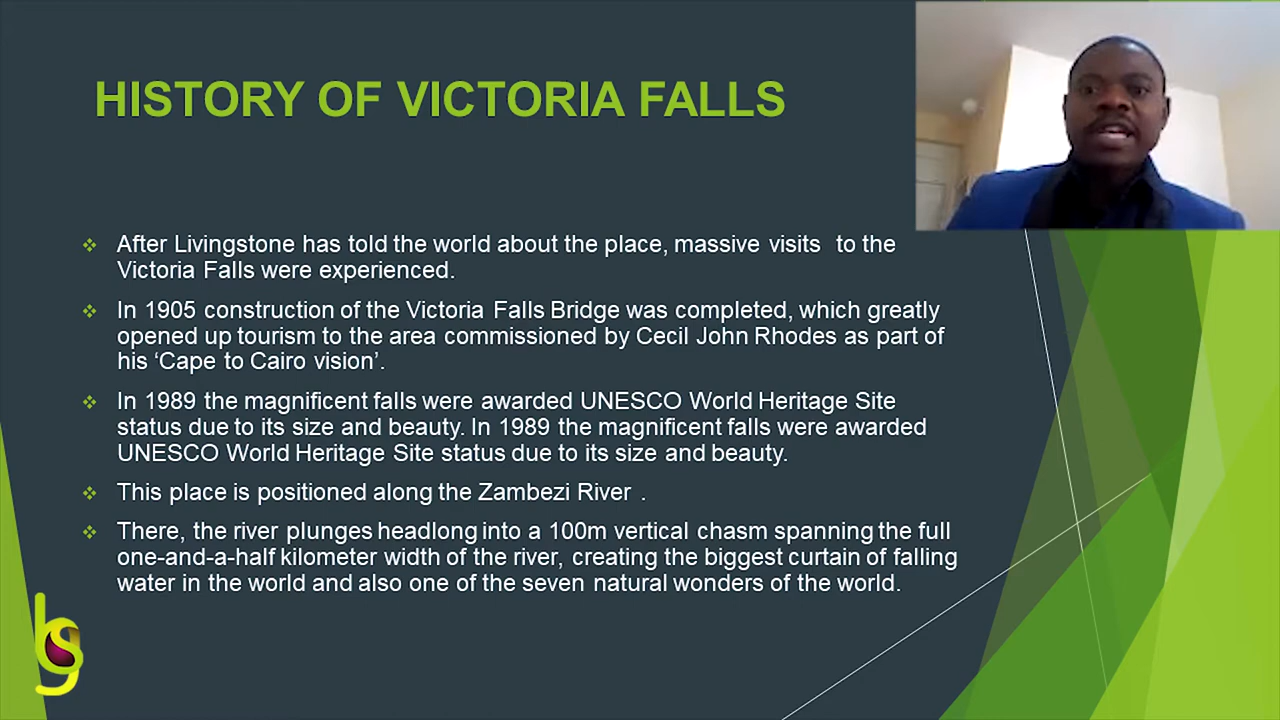 HISTORY OF VICTORIA FALLS
After Livingstone has told the world about the place, massive visits to the
Victoria Falls were experienced.
In 1905 construction of the Victoria Falls Bridge was completed, which greatly
opened up tourism to the area commissioned by Cecil John Rhodes as part of
his ‘Cape to Cairo vision’.
In 1989 the magnificent falls were awarded UNESCO World Heritage Site
status due to its size and beauty. In 1989 the magnificent falls were awarded
UNESCO World Heritage Site status due to its size and beauty.
This place is positioned along the Zambezi River .
There, the river plunges headlong into a 100m vertical chasm spanning the full
one-and-a-half kilometer width of the river, creating the biggest curtain of falling
water in the world and also one of the seven natural wonders of the world.